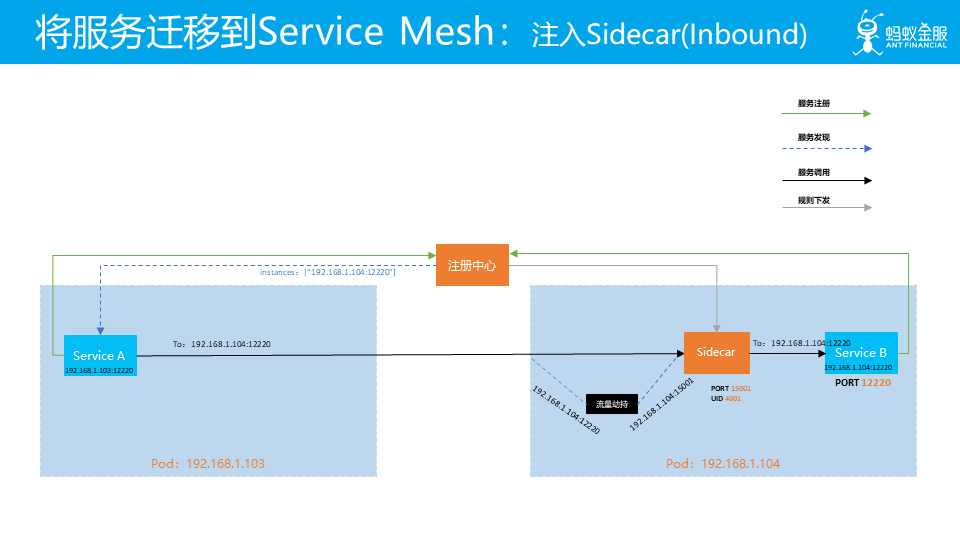 将服务迁移到Service Mesh：注入Sidecar(Inbound)
蚂蚁金服
ANT FINANCIAL
服务注册
服务发现
服务调用
规则下发
注册中心
instances：["192.168.1.104:12220"]
To：192.168.1.104:12220
Service A
192.168.1.103:12220
Sidecar
To：192.168.1.104:12220
Service B
192.168.1.104:12220
PORT 12220
PORT 15001
UID 4001
192.168.1.104:12220
流量劫持
192.168.1.104:15001
Pod：192.168.1.103
Pod：192.168.1.104